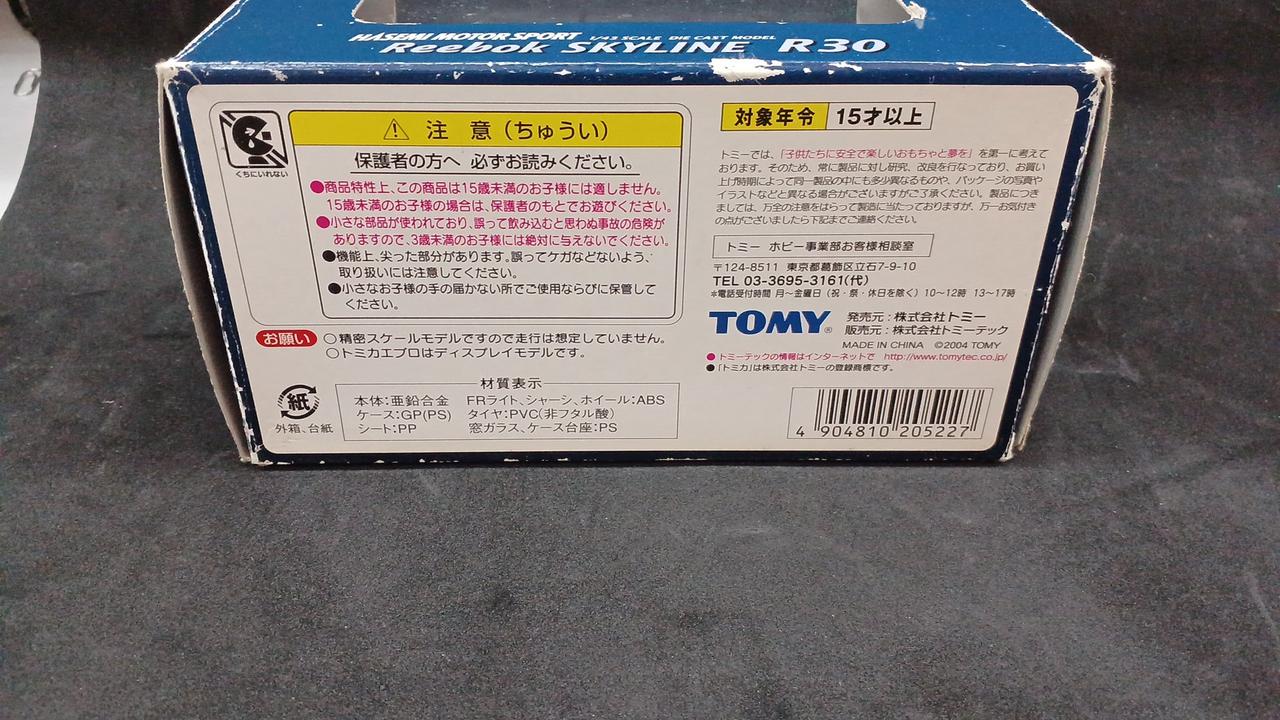 HASEMI MOTOR SPORT 1/43 SCALE DIE CAST MODEL
Reebok SKYLINE R30
くちにいれない
注 意(ちゅうい)
保護者の方へ 必ずお読みください。
●商品特性上、この商品は15歳未満のお子様には適しません。
15歳未満のお子様の場合は、保護者のもとでお遊びください。
●小さな部品が使われており、誤って飲み込むと思わぬ事故の危険が
ありますので、3歳未満のお子様には絶対に与えないでください。
●機能上、尖った部分があります。誤ってケガなどないよう、
取り扱いには注意してください。
●小さなお子様の手の届かない所でご使用ならびに保管して
ください。
お願い ○精密スケールモデルですので走行は想定していません。
○トミカエブロはディスプレイモデルです。
紙
外箱、台紙
材質表示
本体:亜鉛合金 FRライト、シャーシ、ホイール:ABS
ケース:GP(PS) タイヤ:PVC(非フタル酸)
シート:PP 窓ガラス、ケース台座:PS
対象年令 15才以上
トミーでは、「子供たちに安全で楽しいおもちゃと夢を」を第一に考えて
おります。そのため、常に製品に対し研究、改良を行なっており、お買い
上げ時期によって同一製品の中にも多少異なるものや、パッケージの写真や
イラストなどと異なる場合がございますがご了承ください。製品につき
ましては、万全の注意をはらって製造に当たっておりますが、万一お気付き
の点がございましたら下記までご連絡ください。
トミー ホビー事業部お客様相談室
〒124-8511 東京都葛飾区立石7-9-10
TEL 03-3695-3161(代)
*電話受付時間 月〜金曜日(祝・祭・休日を除く)10〜12時 13〜17時
TOMY® 発売元:株式会社トミー
販売元:株式会社トミーテック
MADE IN CHINA ©2004 TOMY
●トミーテックの情報はインターネットで http://www.tomytec.co.jp/
●「トミカ」は株式会社トミーの登録商標です。
4 904810 205227